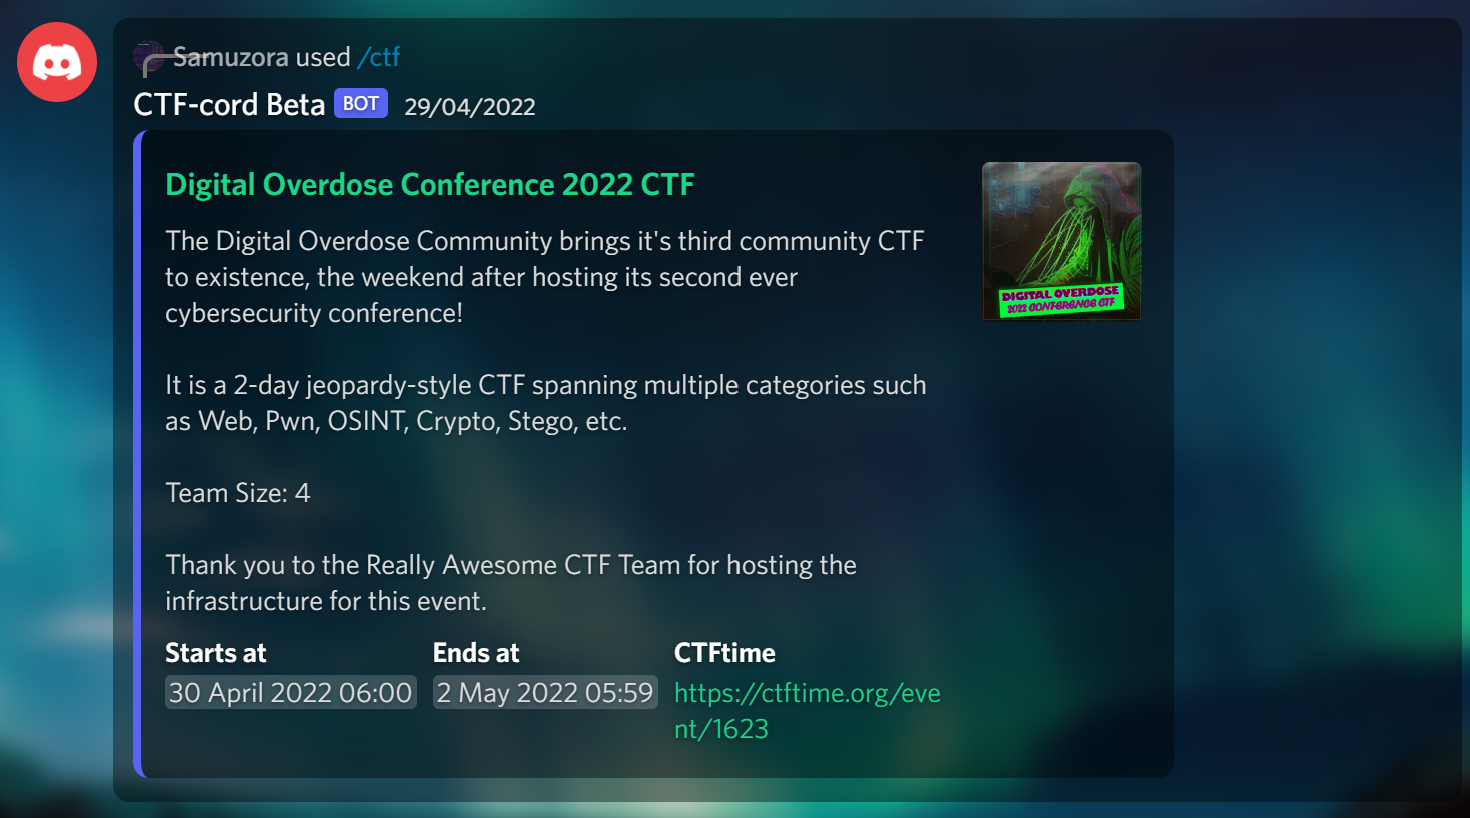 Samuzora used /ctf
CTF-cord Beta BOT 29/04/2022
Digital Overdose Conference 2022 CTF
The Digital Overdose Community brings it's third community CTF
to existence, the weekend after hosting its second ever
cybersecurity conference!
It is a 2-day jeopardy-style CTF spanning multiple categories such
as Web, Pwn, OSINT, Crypto, Stego, etc.
Team Size: 4
Thank you to the Really Awesome CTF Team for hosting the
infrastructure for this event.
Starts at Ends at CTFtime
30 April 2022 06:00 2 May 2022 05:59 https://ctftime.org/eve
nt/1623
DIGITAL OVERDOSE
2022 CONFERENCE CTF